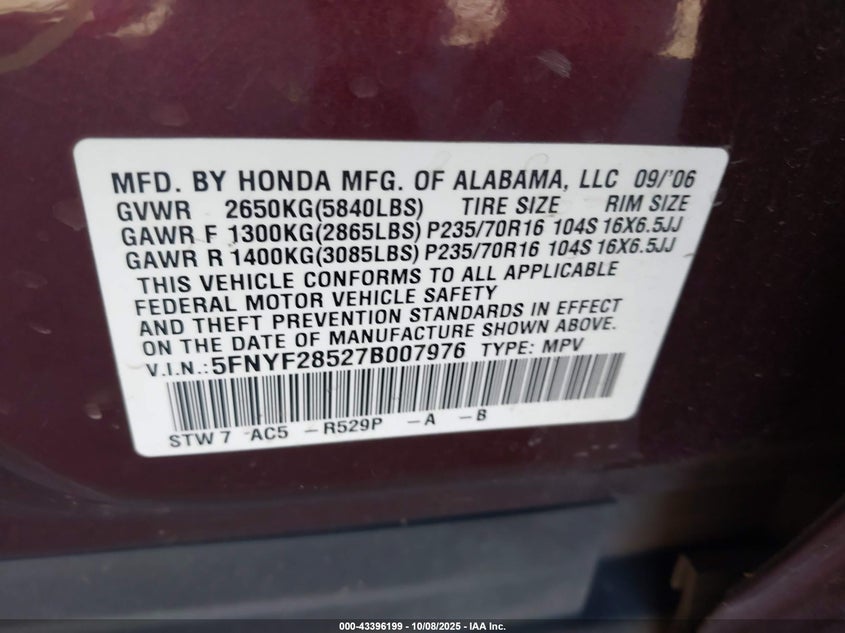 MFD. BY HONDA MFG. OF ALABAMA, LLC 09/'06
GVWR 2650KG(5840LBS) TIRE SIZE RIM SIZE
GAWR F 1300KG(2865LBS) P235/70R16 104S 16X6.5JJ
GAWR R 1400KG(3085LBS) P235/70R16 104S 16X6.5JJ
THIS VEHICLE CONFORMS TO ALL APPLICABLE
FEDERAL MOTOR VEHICLE SAFETY
AND THEFT PREVENTION STANDARDS IN EFFECT
ON THE DATE OF MANUFACTURE SHOWN ABOVE.
V.I.N.:5FNYF28527B007976 TYPE: MPV
STW 7 AC5 -R529P -A -B
000-43396199 - 10/08/2025 - IAA Inc.